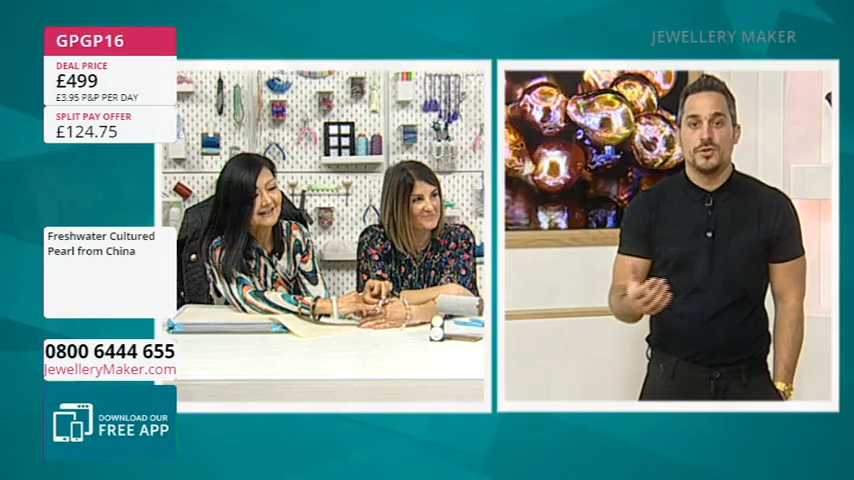 GPGP16
DEAL PRICE
£499
£3.95 P&P PER DAY
SPLIT PAY OFFER
£124.75
Freshwater Cultured
Pearl from China
0800 6444 655
JewelleryMaker.com
DOWNLOAD OUR
FREE APP
JEWELLERY MAKER